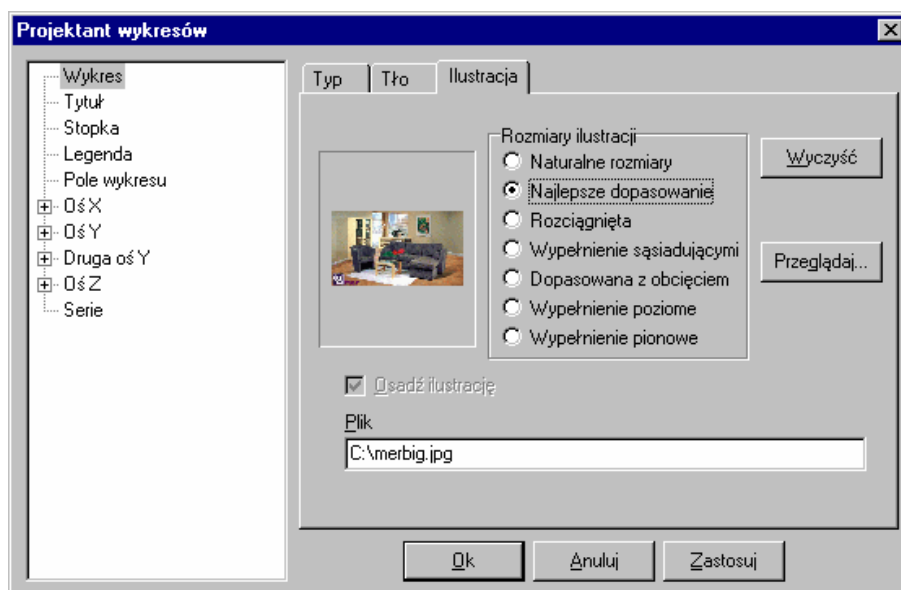 Projektant wykresów
Wykres
Tytuł
Stopka
Legenda
Pole wykresu
Oś X
Oś Y
Druga oś Y
Oś Z
Serie
Typ
Tło
Ilustracja
Rozmiary ilustracji
Naturalne rozmiary
Najlepsze dopasowanie
Rozciągnięta
Wypełnienie sąsiadującymi
Dopasowana z obcięciem
Wypełnienie poziome
Wypełnienie pionowe
Wyczyść
Przeglądaj...
Osadź ilustrację
Plik
C:\merbig.jpg
Ok
Anuluj
Zastosuj